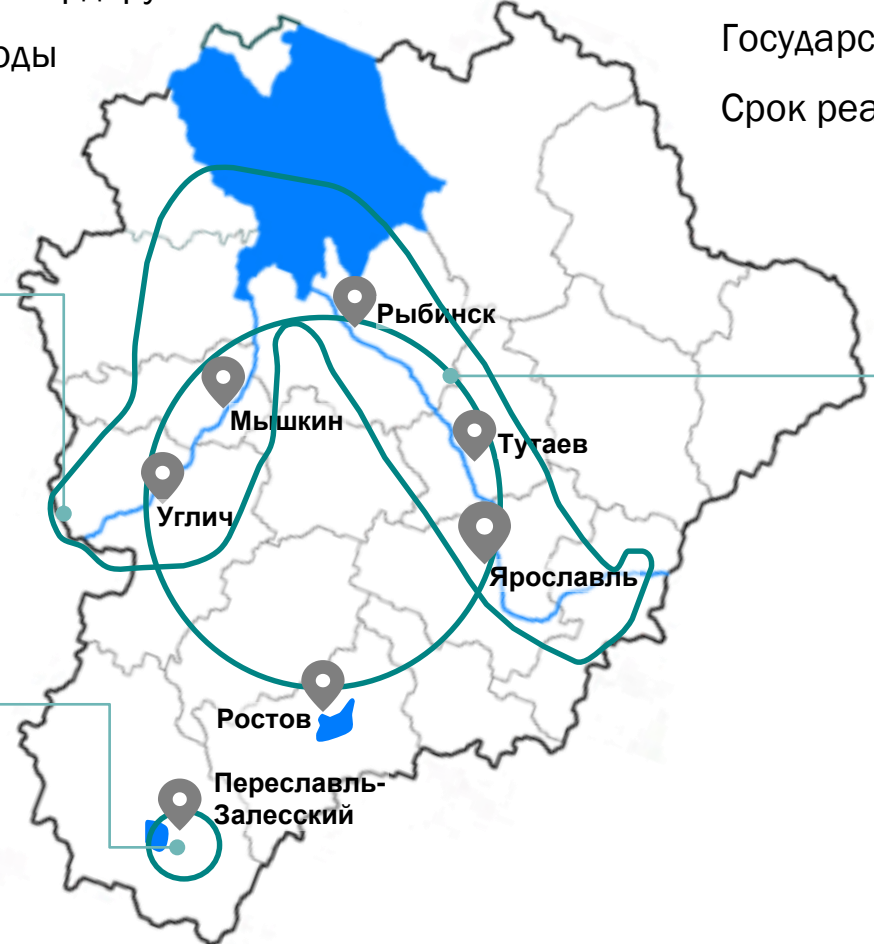 оды
Государс
Срок реа
Рыбинск
Мышкин
Тутаев
Углич
Ярославль
Ростов
Переславль-
Залесский